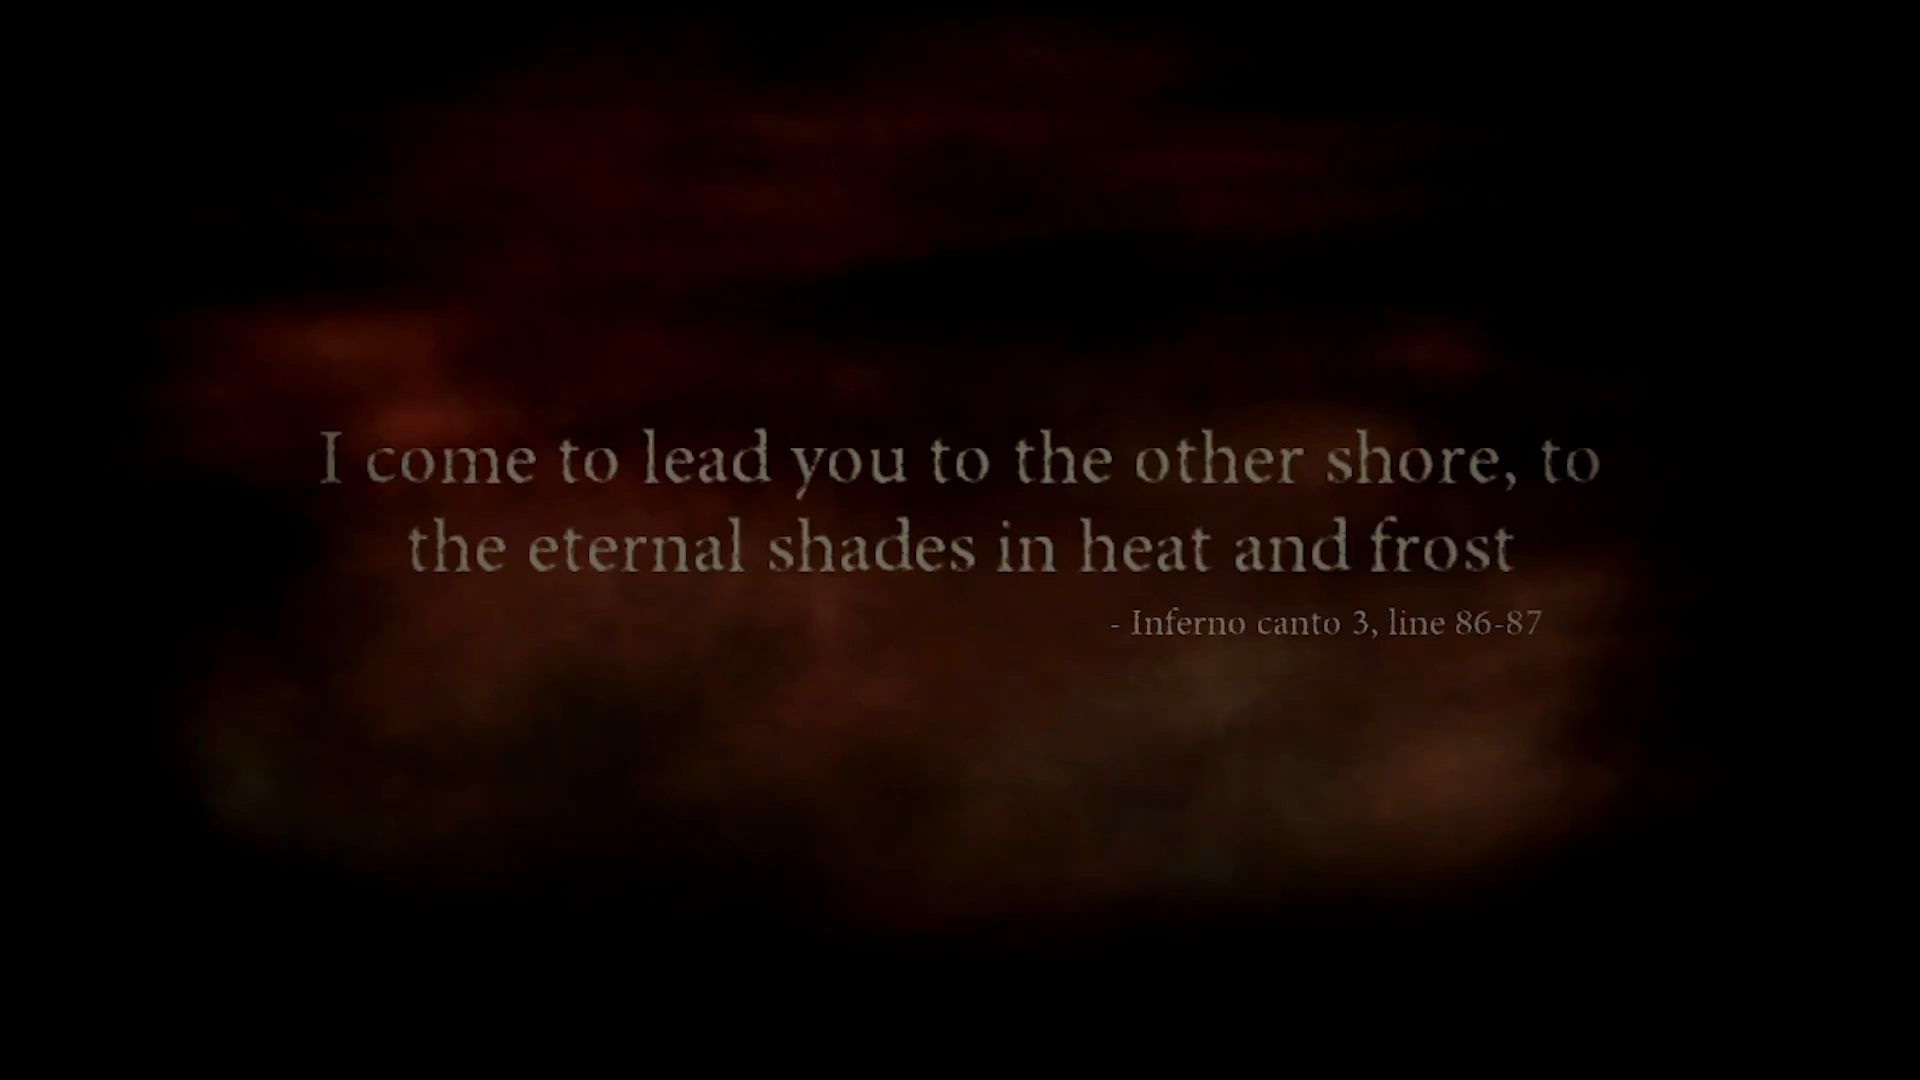 I come to lead you to the other shore, to
the eternal shades in heat and frost
- Inferno canto 3, line 86-87